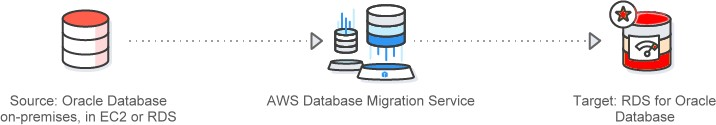 Source: Oracle Database
on-premises, in EC2 or RDS
AWS Database Migration Service
Target: RDS for Oracle
Database